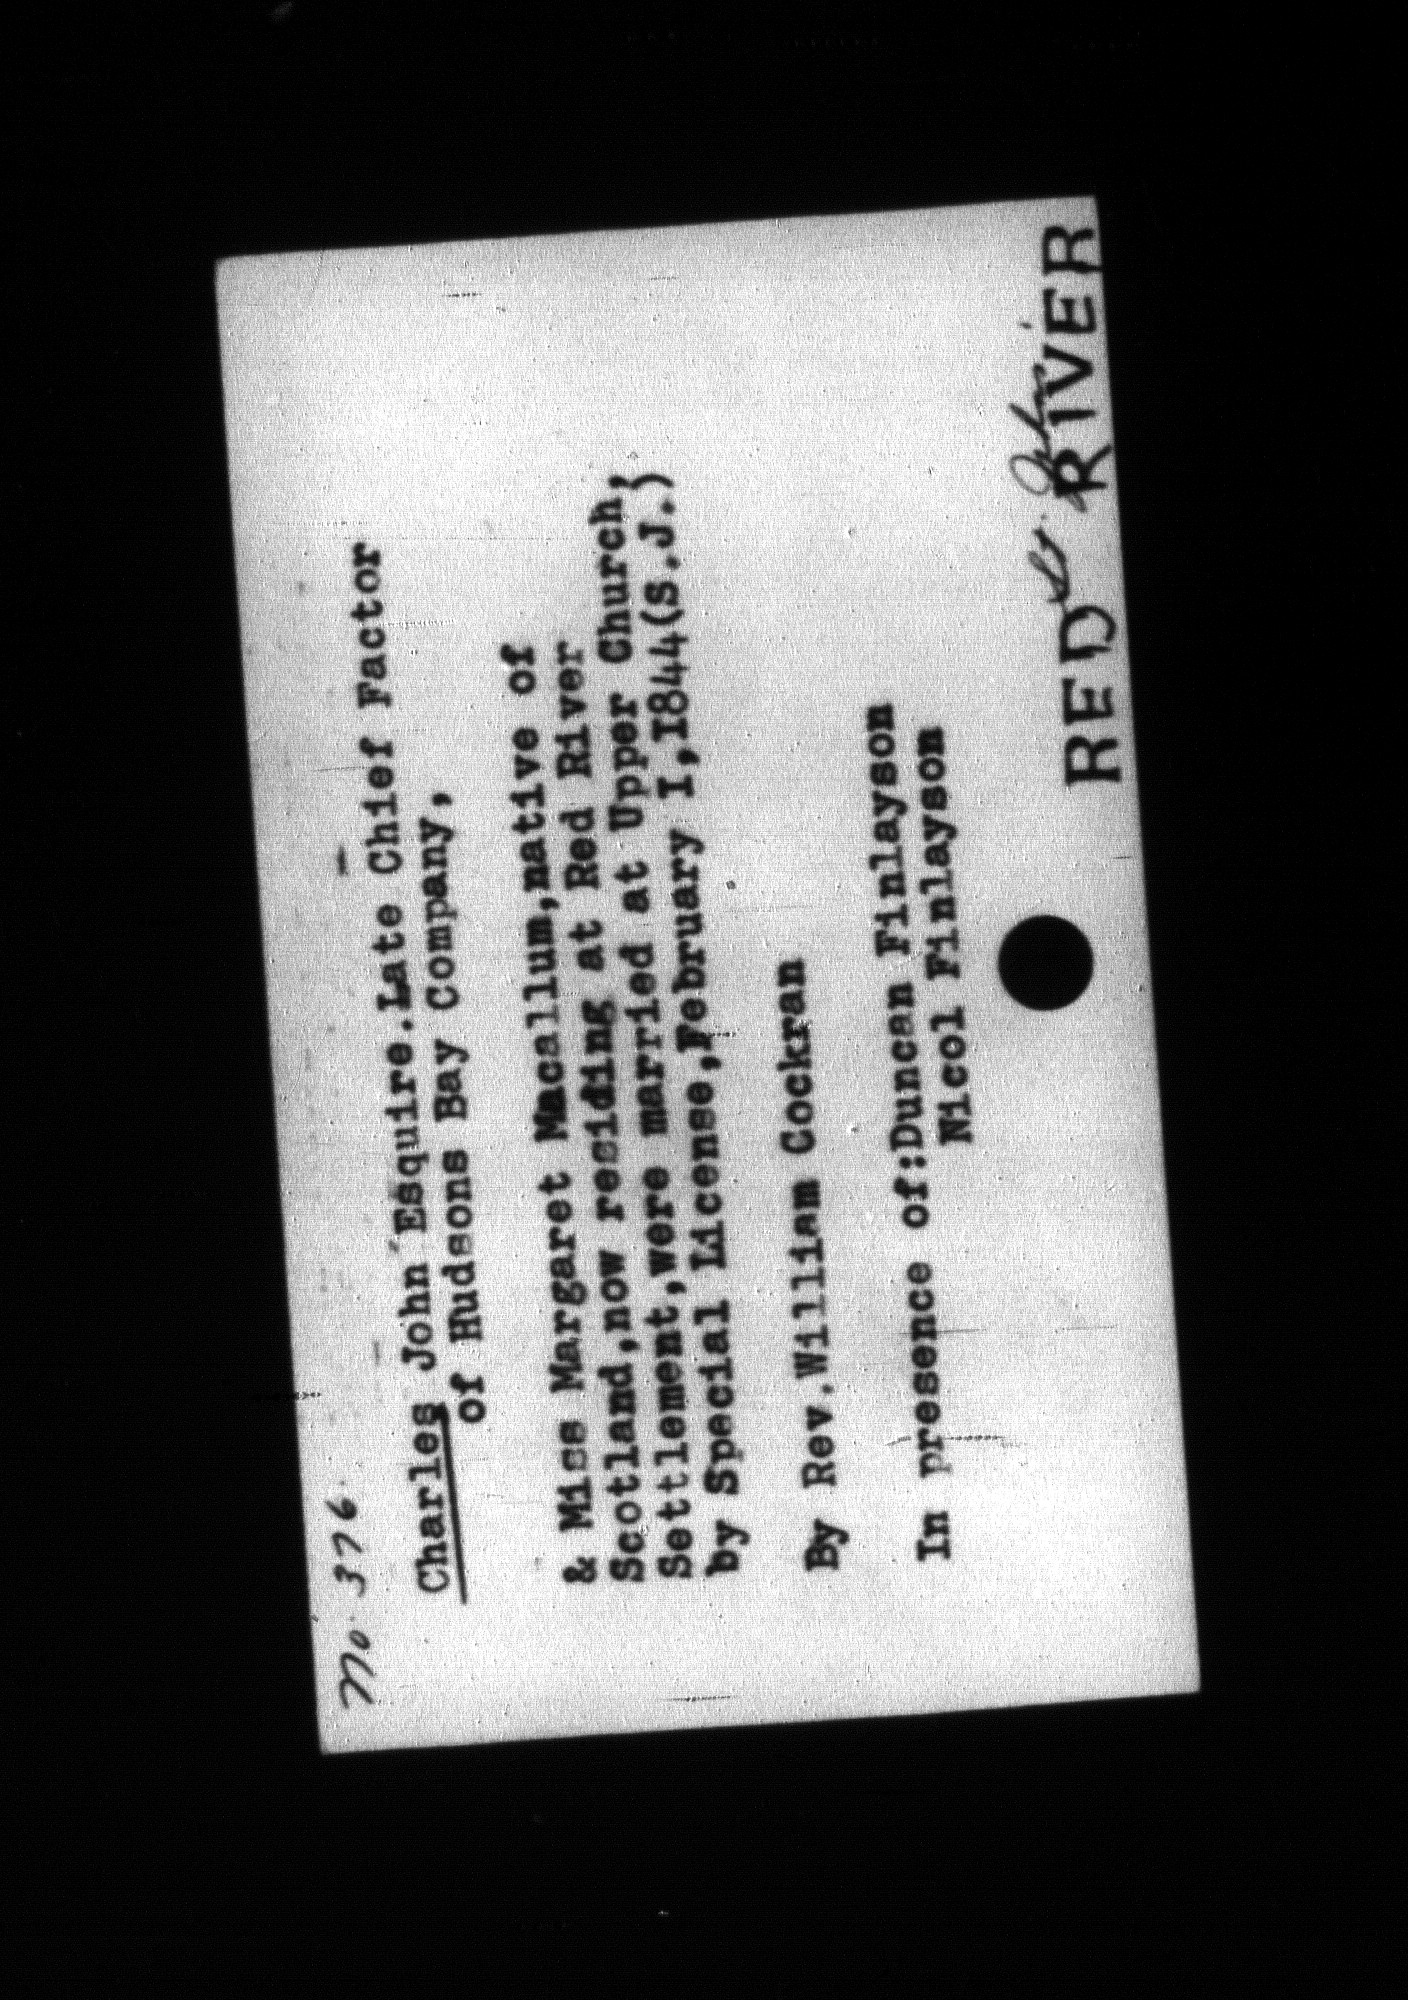 No. 376.
Charles John Esquire.Late Chief Factor
of Hudsons Bay Company,
& Miss Margaret Macallum,native of
Scotland,now residing at Red River
Settlement,were married at Upper Church,
by Special License,February I,I844(S.J.)
By Rev.William Cockran
In presence of:Duncan Finlayson
Nicol Finlayson
St. John
RED RIVER